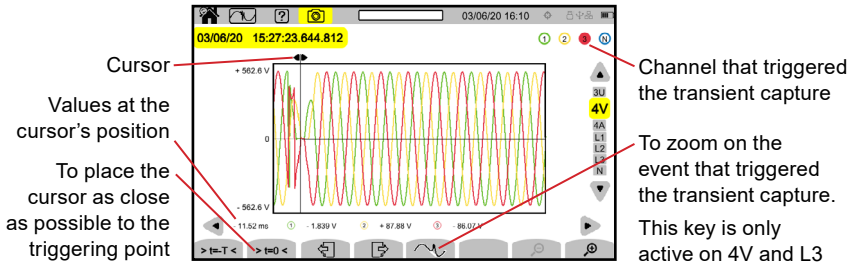 ?
03/06/20 16:10
03/06/20 15:27:23.644.812
1 2 3 N
Cursor
Values at the
cursor's position
To place the
cursor as close
as possible to the
triggering point
+ 562.6 V
0
- 562.6 V
3U
4V
4A
L1
L2
L3
N
11.52 ms 1 - 1.839 V 2 + 87.88 V 3 - 86.07 V
> t=-T < > t=0 <
Channel that triggered
the transient capture
To zoom on the
event that triggered
the transient capture.
This key is only
active on 4V and L3